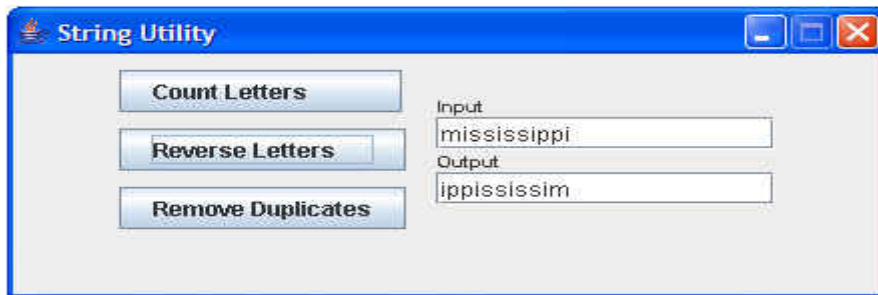 String Utility
Count Letters
Reverse Letters
Remove Duplicates
Input
mississippi
Output
ippississim